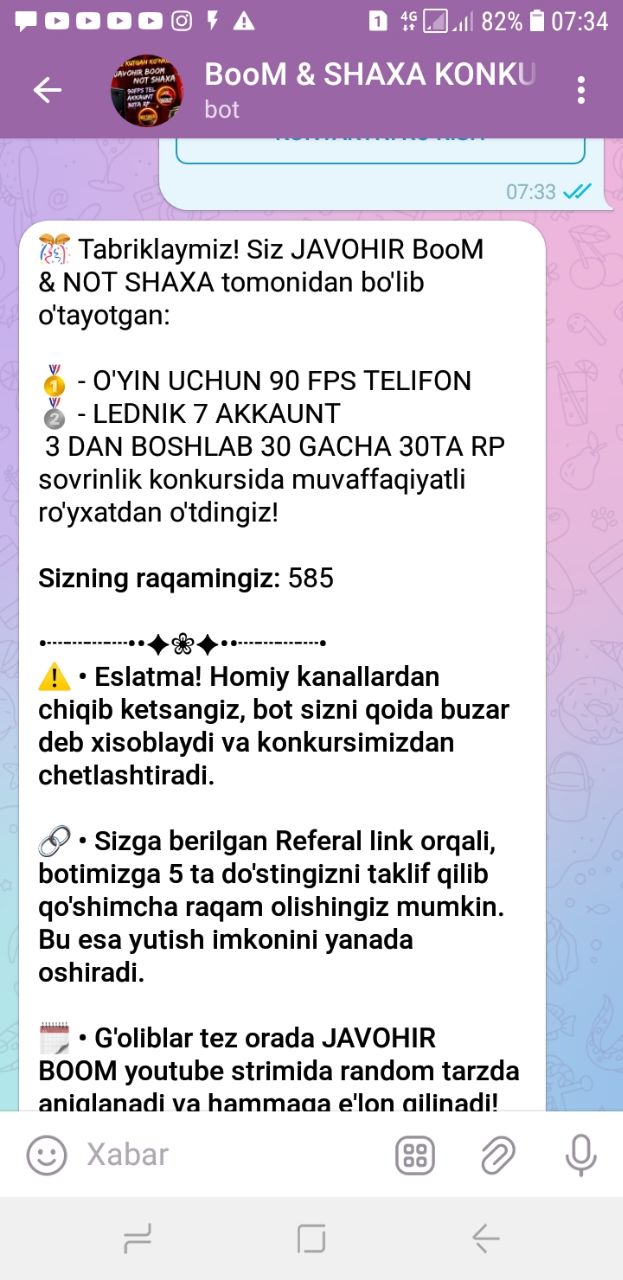 4G 82% 07:34
BooM & SHAXA KONKU
bot
07:33
Tabriklaymiz! Siz JAVOHIR BooM
& NOT SHAXA tomonidan bo'lib
o'tayotgan:
🥇 - O'YIN UCHUN 90 FPS TELIFON
🥈 - LEDNIK 7 AKKAUNT
3 DAN BOSHLAB 30 GACHA 30TA RP
sovrinlik konkursida muvaffaqiyatli
ro'yxatdan o'tdingiz!
Sizning raqamingiz: 585
⚠️ • Eslatma! Homiy kanallardan
chiqib ketsangiz, bot sizni qoida buzar
deb xisoblaydi va konkursimizdan
chetlashtiradi.
🔗 • Sizga berilgan Referal link orqali,
botimizga 5 ta do'stingizni taklif qilib
qo'shimcha raqam olishingiz mumkin.
Bu esa yutish imkonini yanada
oshiradi.
🗓 • G'oliblar tez orada JAVOHIR
BOOM youtube strimida random tarzda
aniqlanadi va hammaga e'lon qilinadi!
Xabar